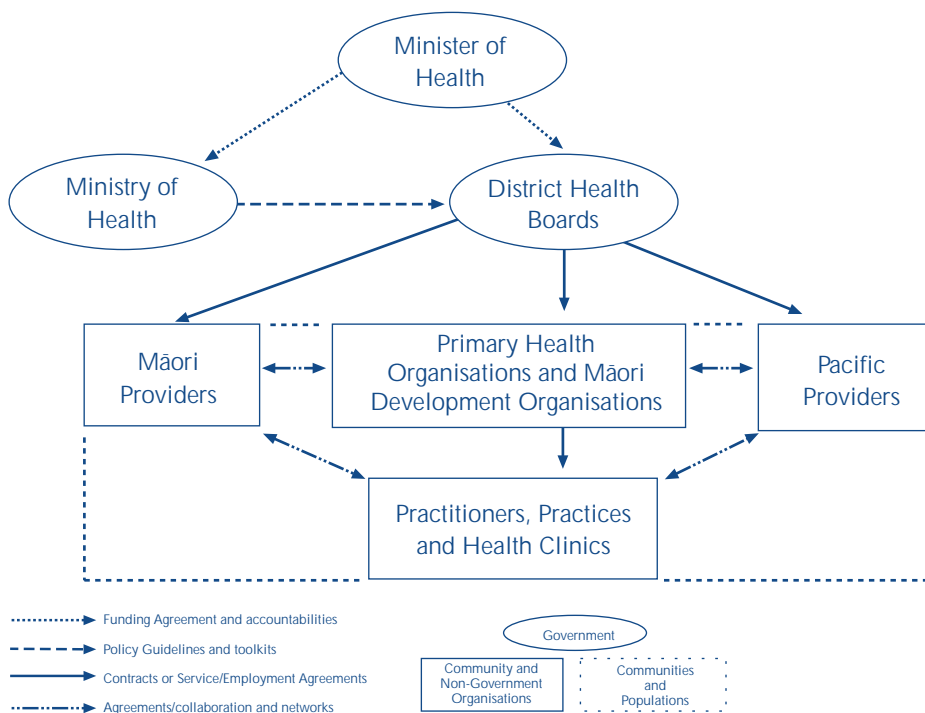 Minister of
Health
Ministry of
Health
District Health
Boards
Māori
Providers
Primary Health
Organisations and Māori
Development Organisations
Pacific
Providers
Practitioners, Practices
and Health Clinics
Funding Agreement and accountabilities
Policy Guidelines and toolkits
Contracts or Service/Employment Agreements
Agreements/collaboration and networks
Government
Community and
Non-Government
Organisations
Communities
and
Populations